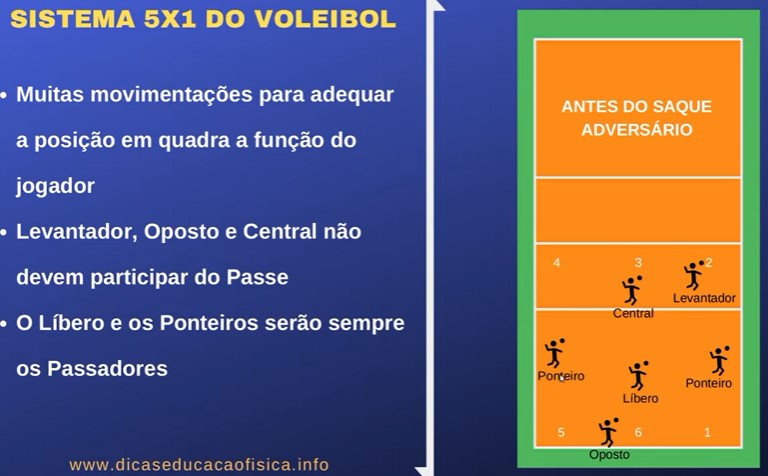 SISTEMA 5X1 DO VOLEIBOL
• Muitas movimentações para adequar
a posição em quadra a função do
jogador
• Levantador, Oposto e Central não
devem participar do Passe
• O Líbero e os Ponteiros serão sempre
os Passadores
www.dicaseducacaofisica.info
ANTES DO SAQUE
ADVERSÁRIO
4 3 2
Levantador
Central
Ponteiro Ponteiro
Líbero
5 6 1
Oposto